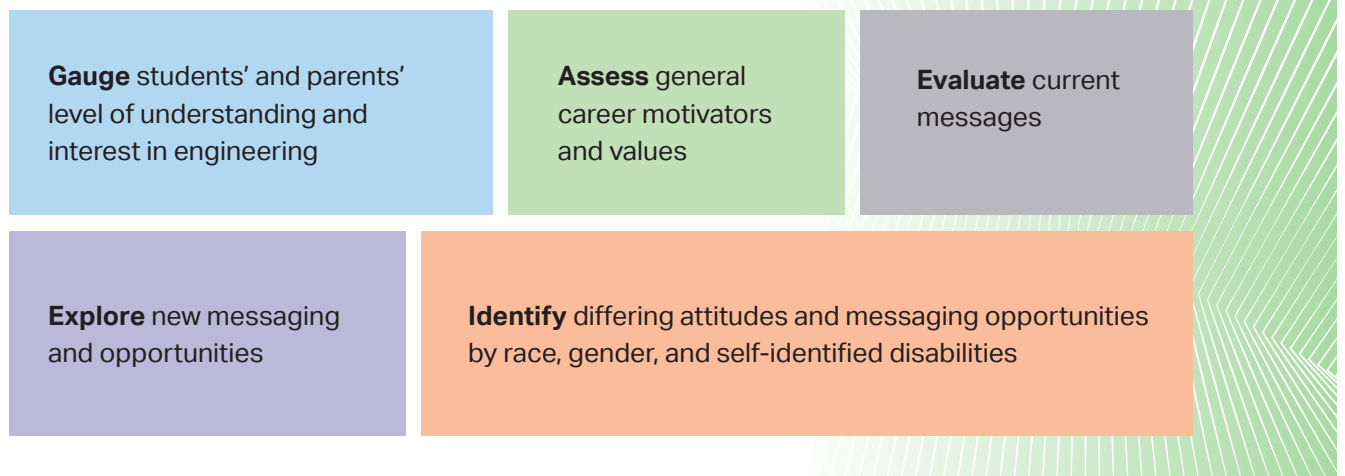 Gauge students’ and parents’
level of understanding and
interest in engineering
Assess general
career motivators
and values
Evaluate current
messages
Explore new messaging
and opportunities
Identify differing attitudes and messaging opportunities
by race, gender, and self-identified disabilities